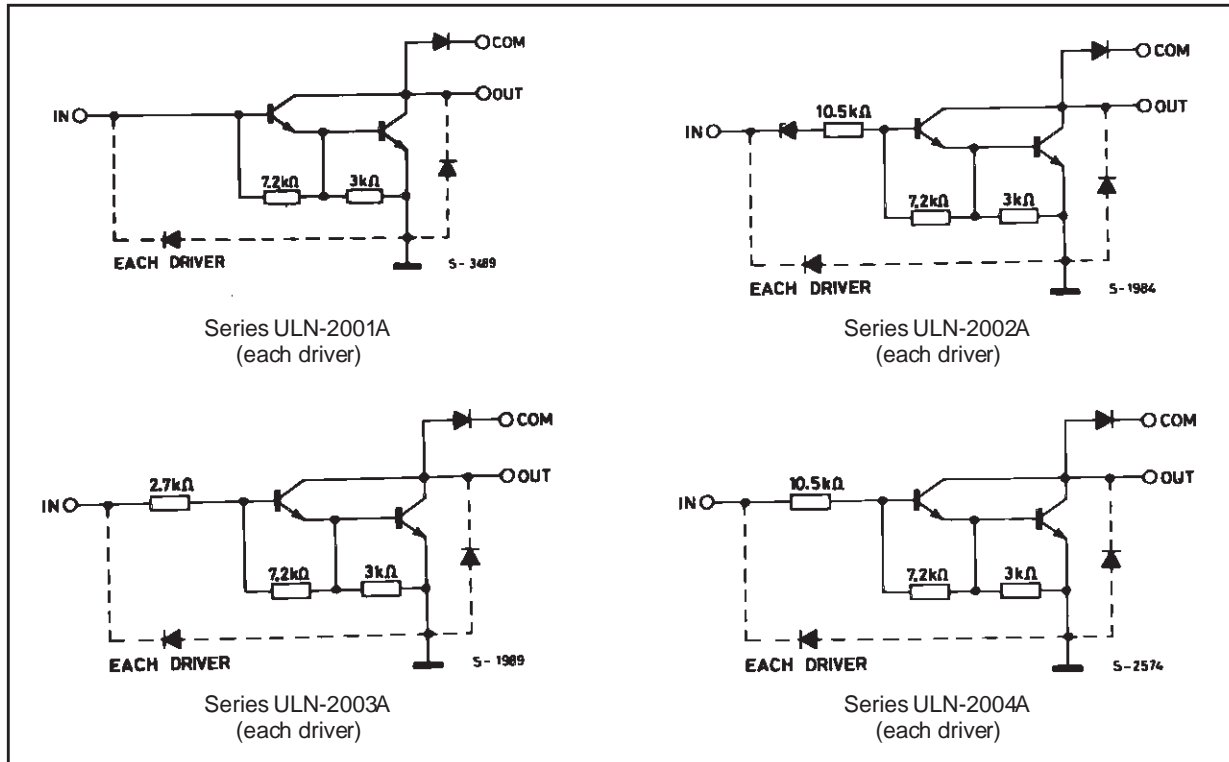 COM
OUT
IN
7.2kΩ 3kΩ
EACH DRIVER
S-3489
Series ULN-2001A
(each driver)
COM
OUT
10.5kΩ
IN
7.2kΩ 3kΩ
EACH DRIVER
S-1984
Series ULN-2002A
(each driver)
COM
OUT
2.7kΩ
IN
7.2kΩ 3kΩ
EACH DRIVER
S-1989
Series ULN-2003A
(each driver)
COM
OUT
10.5kΩ
IN
7.2kΩ 3kΩ
EACH DRIVER
S-2574
Series ULN-2004A
(each driver)